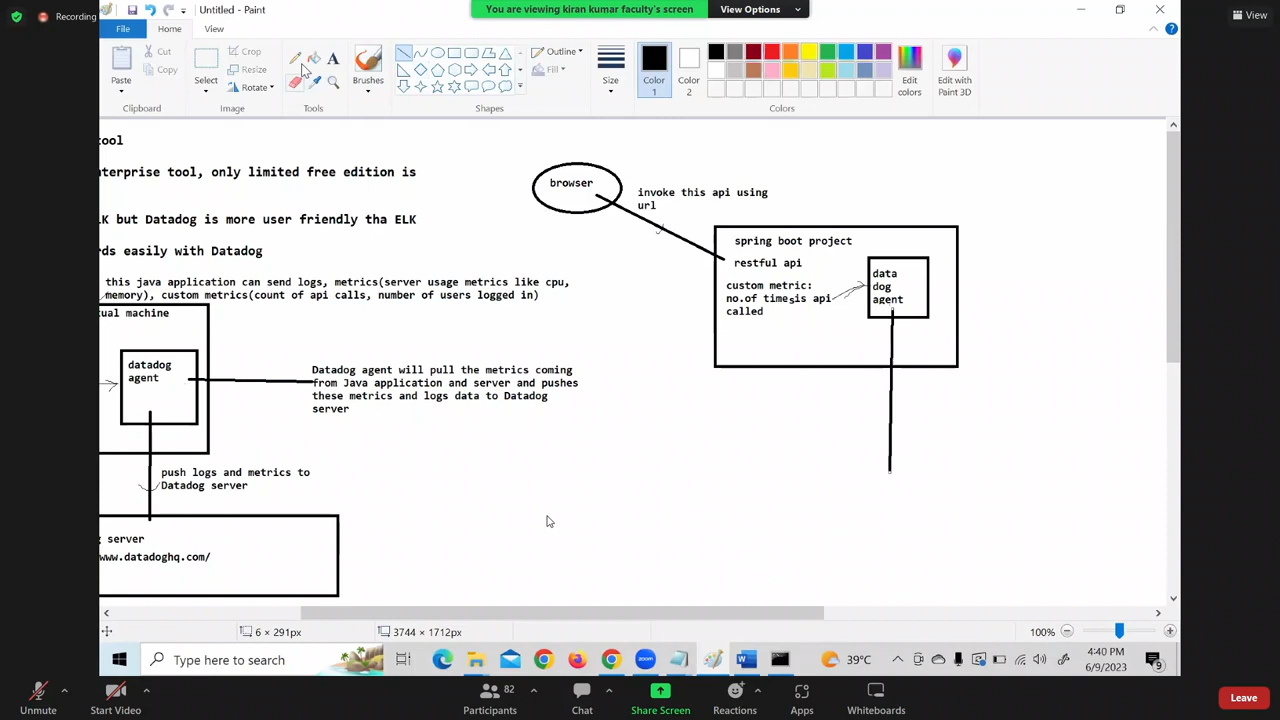 Recording
Untitled - Paint
You are viewing kiran kumar faculty's screen
View Options
View
File
Home
View
Paste
Cut
Copy
Clipboard
Select
Crop
Resize
Rotate
Image
Tools
Brushes
Shapes
Outline
Fill
Size
Color
1
Color
2
Edit
colors
Colors
Edit with
Paint 3D
tool
nterprise tool, only limited free edition is
LK but Datadog is more user friendly tha ELK
rds easily with Datadog
this java application can send logs, metrics(server usage metrics like cpu,
memory), custom metrics(count of api calls, number of users logged in)
tual machine
datadog
agent
Datadog agent will pull the metrics coming
from Java application and server and pushes
these metrics and logs data to Datadog
server
push logs and metrics to
Datadog server
g server
www.datadoghq.com/
browser
invoke this api using
url
spring boot project
restful api
custom metric:
no.of times is api
called
data
dog
agent
6 × 291px
3744 × 1712px
100%
Type here to search
zoom
39°C
4:40 PM
6/9/2023
9
Unmute
Start Video
82
Participants
Chat
Share Screen
Reactions
Apps
Whiteboards
Leave